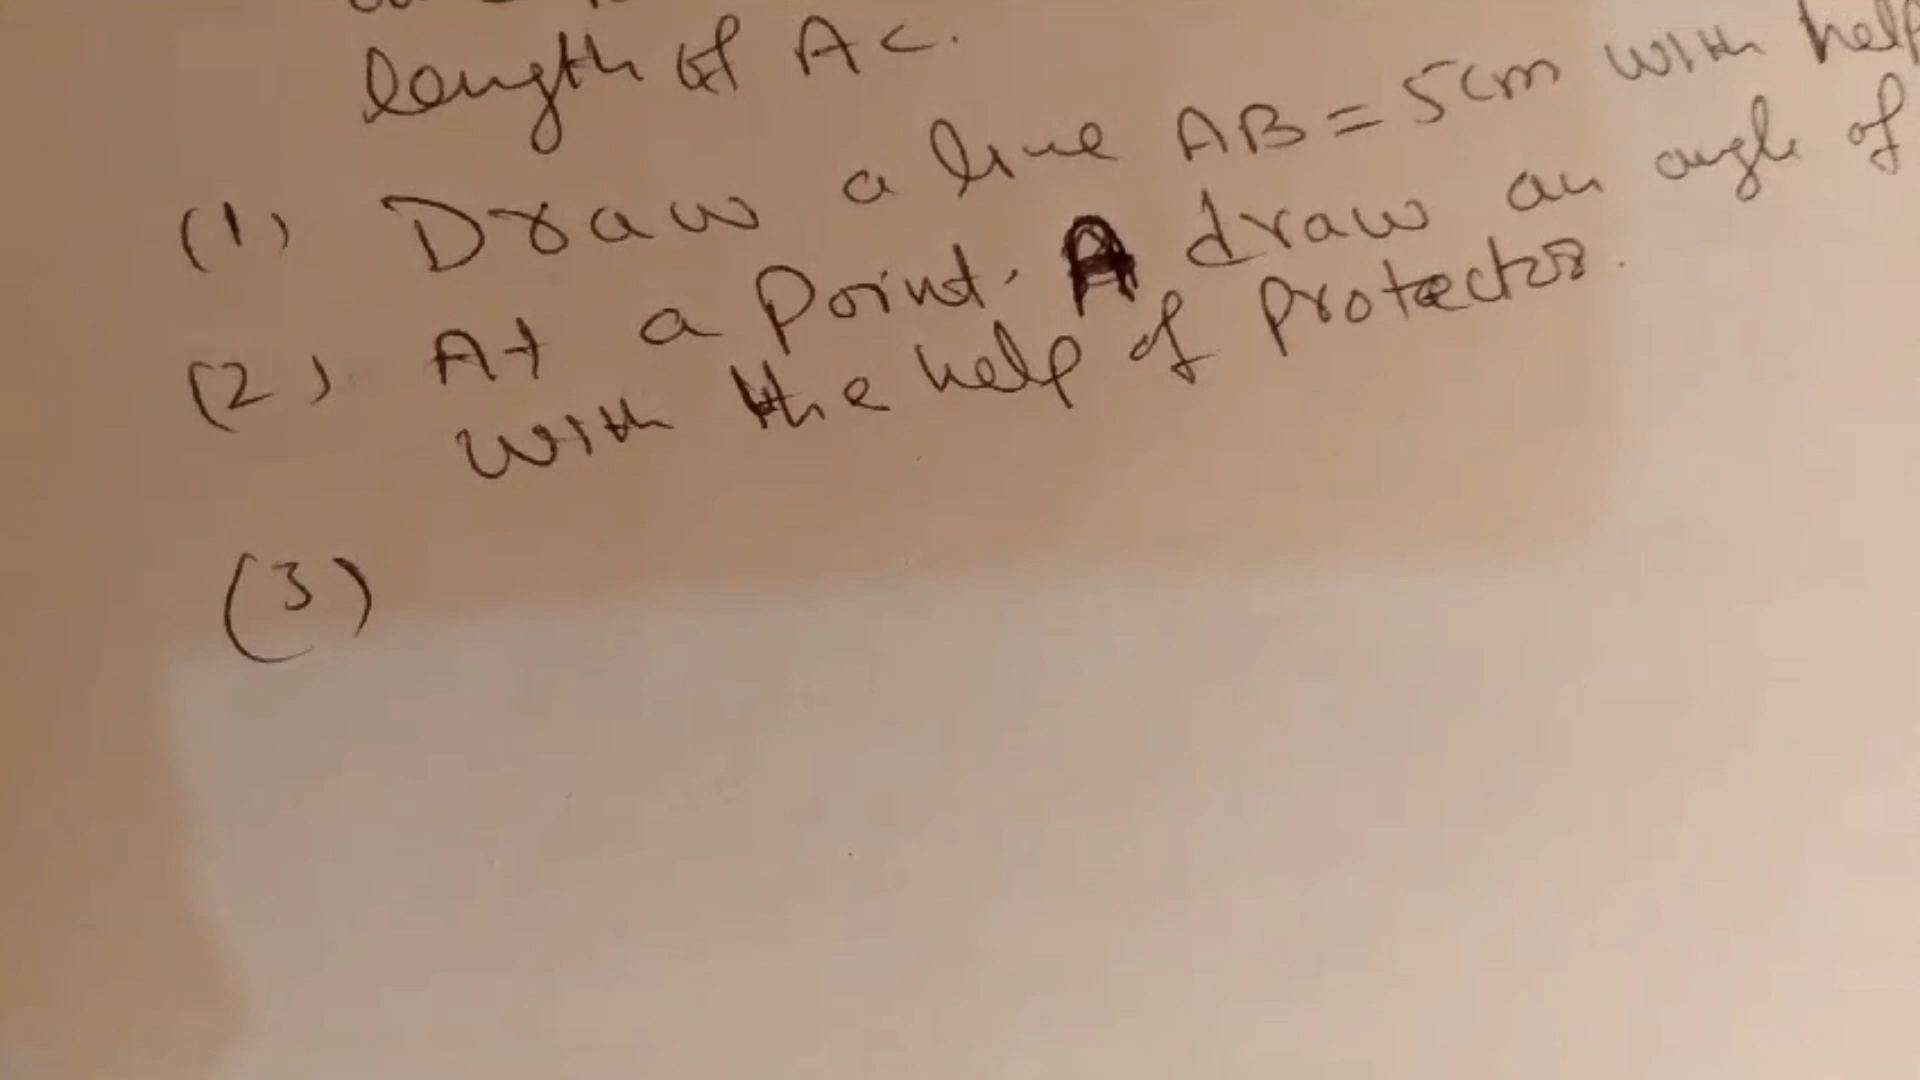 length of AC.
(1) Draw a line AB = 5cm with help
(2) At a point A draw an angle of
with the help of Protector.
(3)